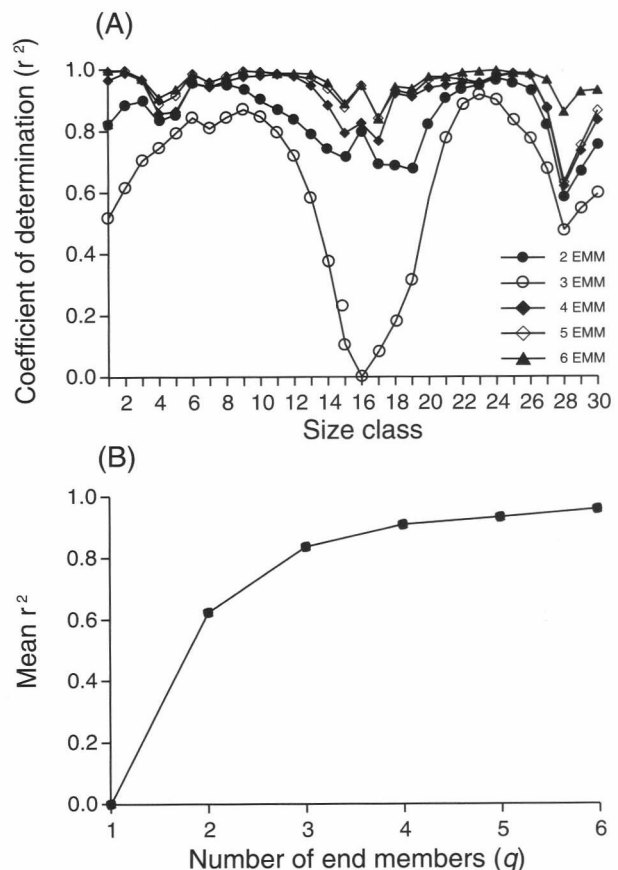 (A)
Coefficient of determination (r²)
1.0
0.8
0.6
0.4
0.2
0.0
2 EMM
3 EMM
4 EMM
5 EMM
6 EMM
2 4 6 8 10 11 14 16 18 20 22 24 26 28 30
Size class
(B)
Mean r²
1.0
0.8
0.6
0.4
0.2
0.0
1 2 3 4 5 6
Number of end members (q)